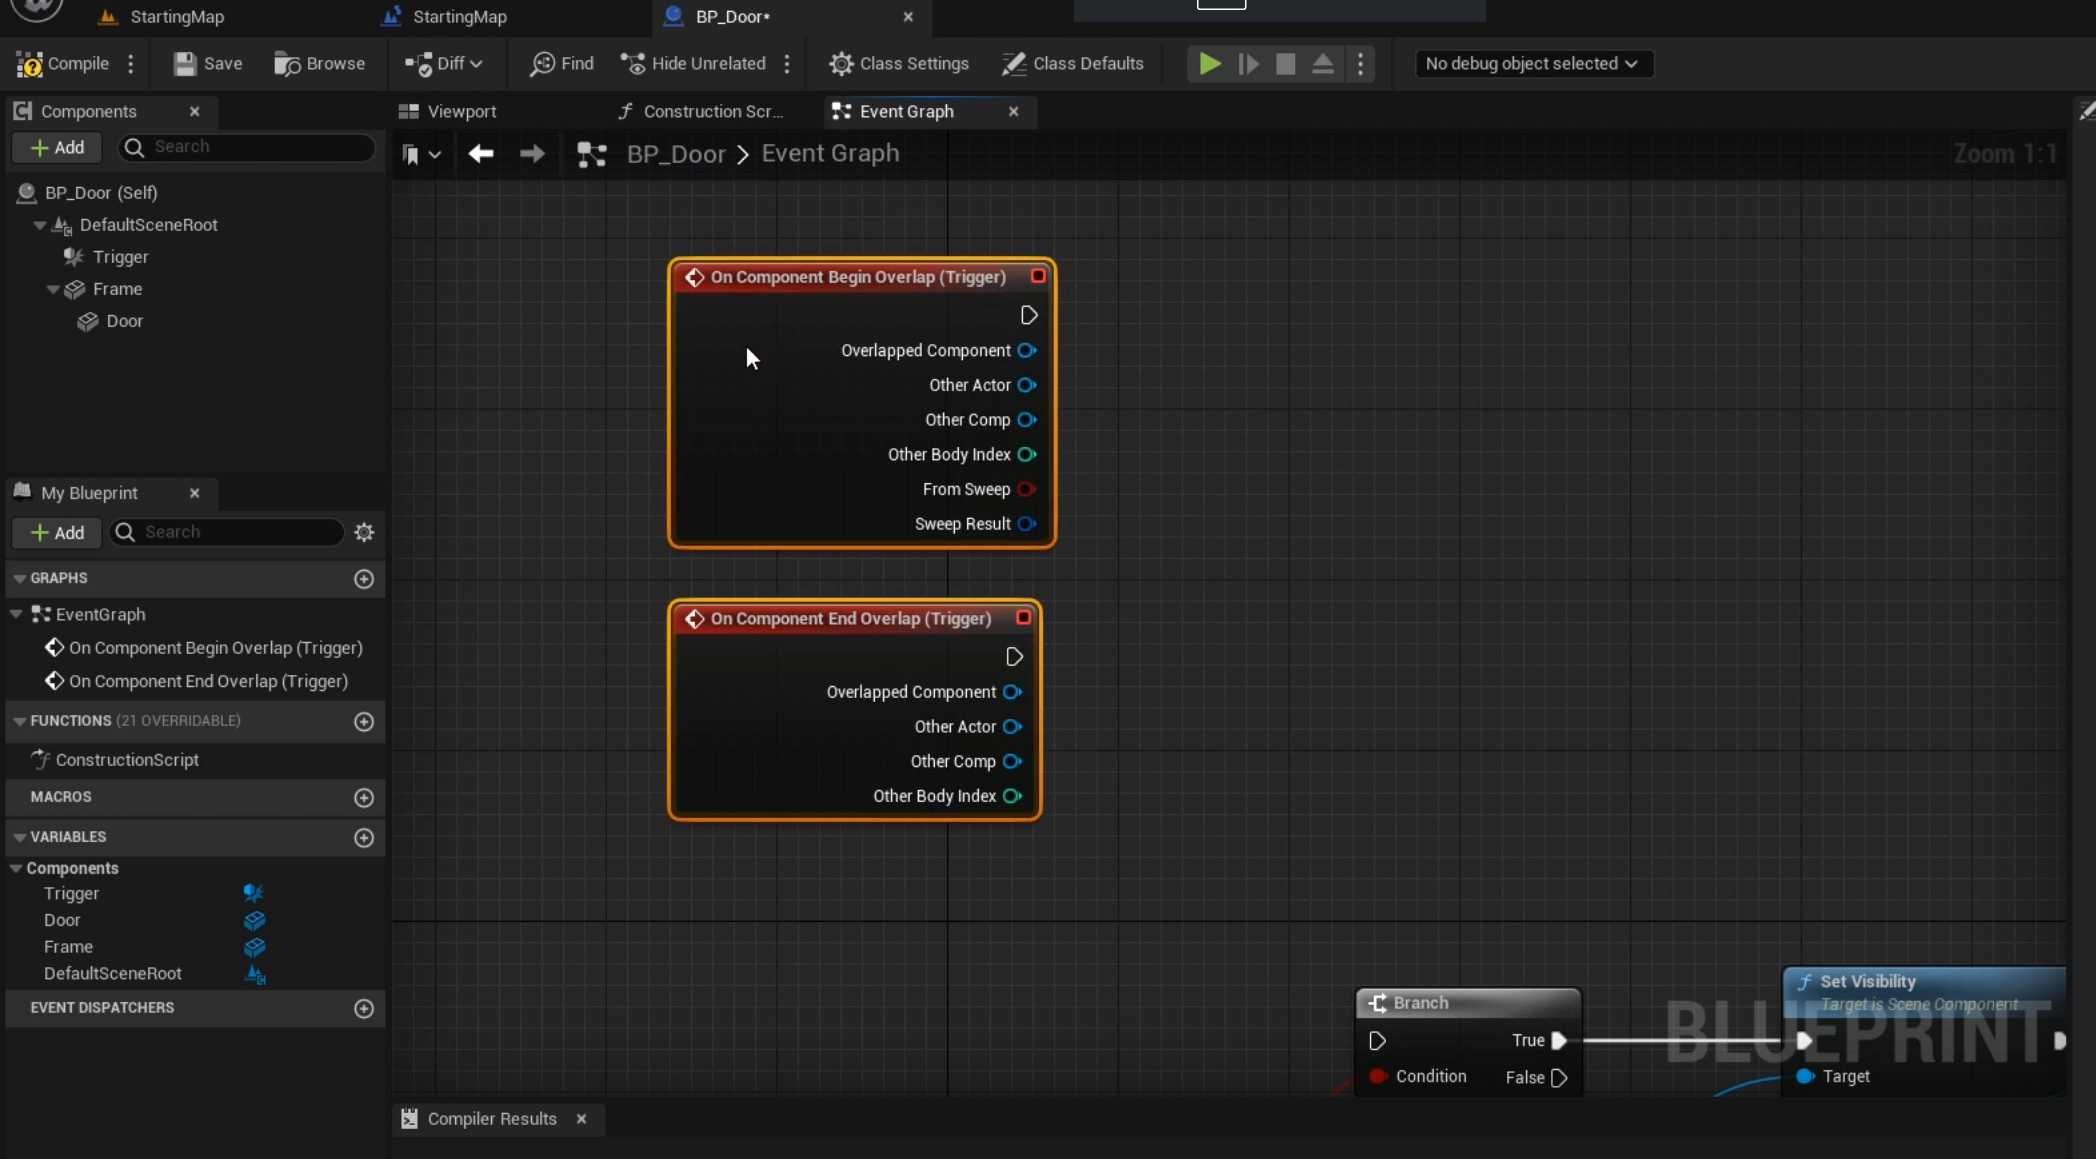 StartingMap
StartingMap
BP_Door*
Compile
Save
Browse
Diff
Find
Hide Unrelated
Class Settings
Class Defaults
No debug object selected
Components
Add
Search
BP_Door (Self)
DefaultSceneRoot
Trigger
Frame
Door
My Blueprint
Add
Search
GRAPHS
EventGraph
On Component Begin Overlap (Trigger)
On Component End Overlap (Trigger)
FUNCTIONS (21 OVERRIDABLE)
ConstructionScript
MACROS
VARIABLES
Components
Trigger
Door
Frame
DefaultSceneRoot
EVENT DISPATCHERS
Viewport
Construction Scr...
Event Graph
BP_Door > Event Graph
Zoom 1:1
On Component Begin Overlap (Trigger)
Overlapped Component
Other Actor
Other Comp
Other Body Index
From Sweep
Sweep Result
On Component End Overlap (Trigger)
Overlapped Component
Other Actor
Other Comp
Other Body Index
Branch
True
Condition
False
Set Visibility
Target is Scene Component
Target
BLUEPRINT
Compiler Results